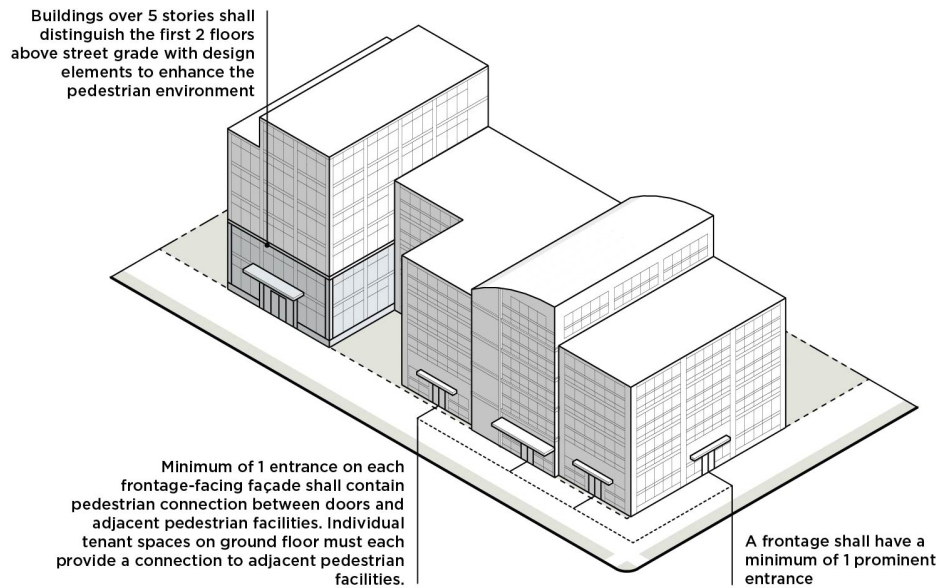 Buildings over 5 stories shall
distinguish the first 2 floors
above street grade with design
elements to enhance the
pedestrian environment
Minimum of 1 entrance on each
frontage-facing façade shall contain
pedestrian connection between doors and
adjacent pedestrian facilities. Individual
tenant spaces on ground floor must each
provide a connection to adjacent pedestrian
facilities.
A frontage shall have a
minimum of 1 prominent
entrance